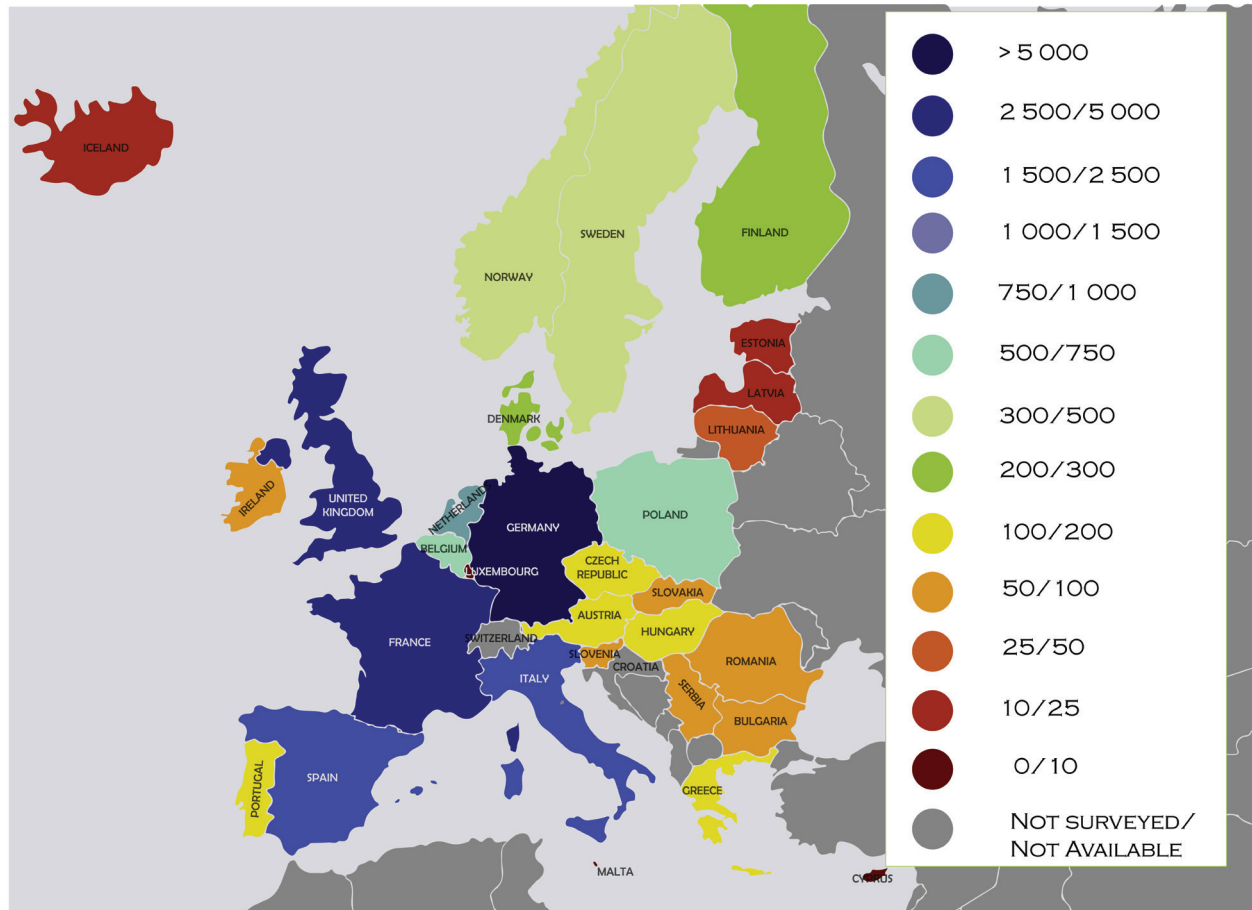 ICELAND
SWEDEN
FINLAND
NORWAY
ESTONIA
LATVIA
DENMARK
LITHUANIA
IRELAND
UNITED
KINGDOM
NETHERLAND
POLAND
GERMANY
BELGIUM
LUXEMBOURG
CZECH
REPUBLIC
SLOVAKIA
AUSTRIA
HUNGARY
FRANCE
SWITZERLAND
SLOVENIA
CROATIA
ROMANIA
ITALY
SERBIA
BULGARIA
PORTUGAL
SPAIN
GREECE
MALTA
CYPRUS
> 5 000
2 500/5 000
1 500/2 500
1 000/1 500
750/1 000
500/750
300/500
200/300
100/200
50/100
25/50
10/25
0/10
NOT SURVEYED/
NOT AVAILABLE